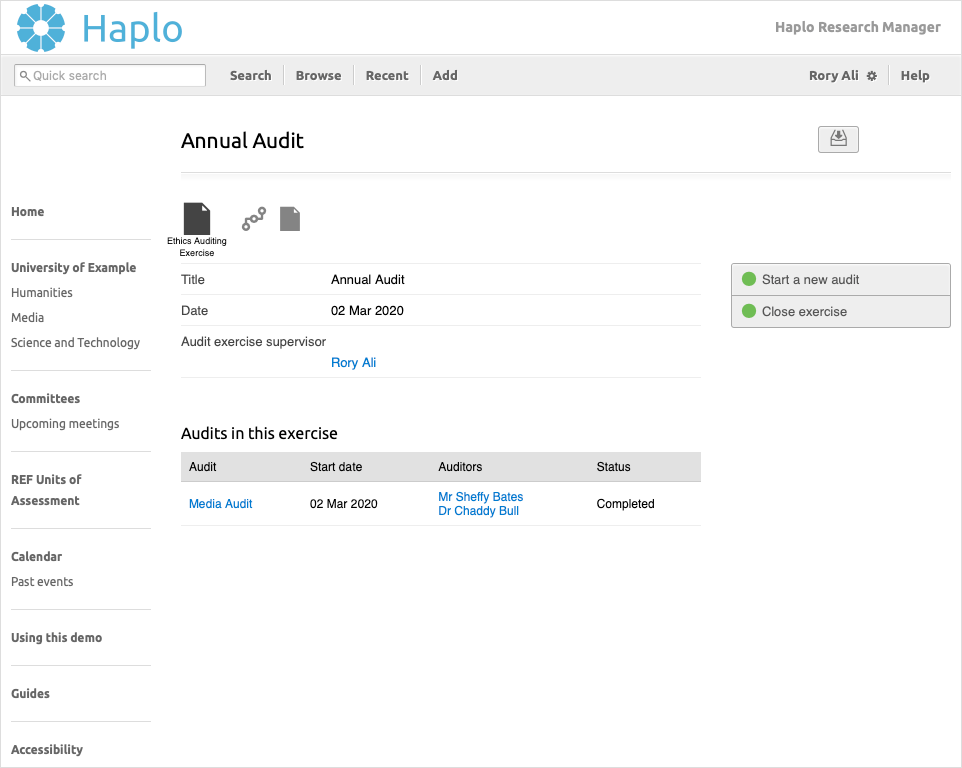 Haplo
Haplo Research Manager
Quick search
Search Browse Recent Add
Rory Ali Help
Annual Audit
Home
University of Example
Humanities
Media
Science and Technology
Committees
Upcoming meetings
REF Units of
Assessment
Calendar
Past events
Using this demo
Guides
Accessibility
Ethics Auditing
Exercise
Title Annual Audit
Date 02 Mar 2020
Audit exercise supervisor
Rory Ali
Start a new audit
Close exercise
Audits in this exercise
Audit Start date Auditors Status
Media Audit 02 Mar 2020 Mr Sheffy Bates Completed
Dr Chaddy Bull